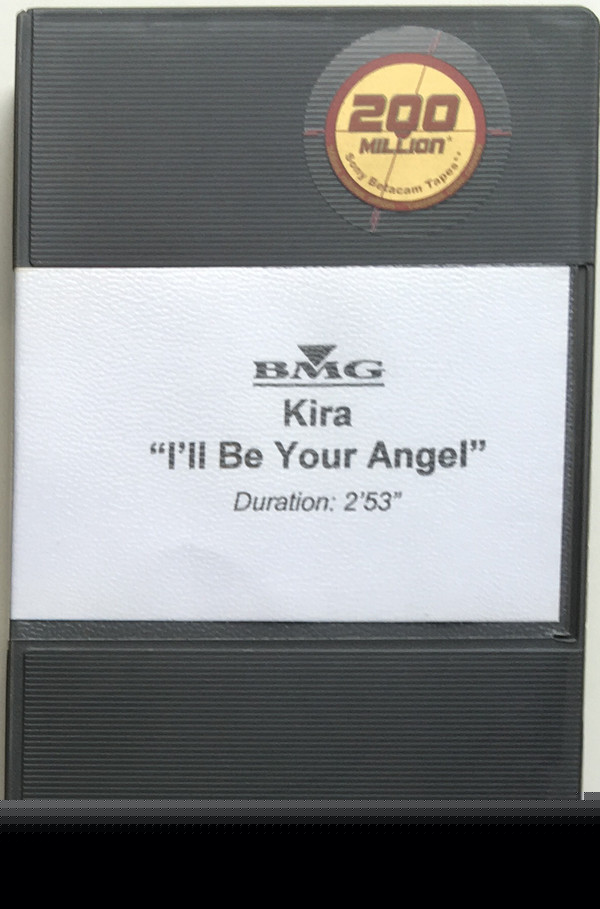 200
MILLION*
Sony Betacam Tapes**
BMG
Kira
“I’ll Be Your Angel”
Duration: 2’53”